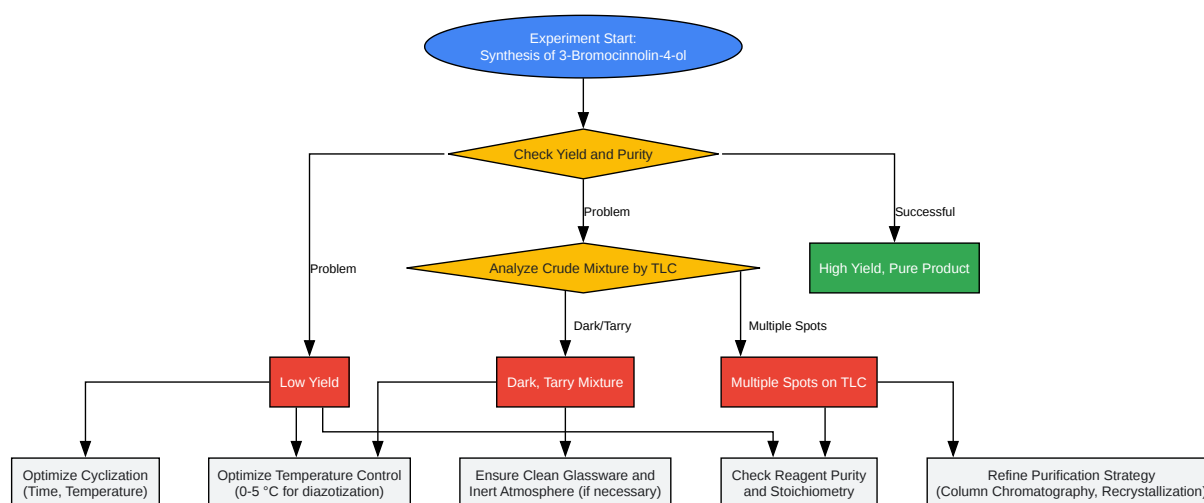 Experiment Start:
Synthesis of 3-Bromocinnolin-4-ol
Check Yield and Purity
Problem
Successful
Analyze Crude Mixture by TLC
High Yield, Pure Product
Problem
Dark/Tarry
Multiple Spots
Low Yield
Dark, Tarry Mixture
Multiple Spots on TLC
Optimize Cyclization
(Time, Temperature)
Optimize Temperature Control
(0-5 °C for diazotization)
Ensure Clean Glassware and
Inert Atmosphere (if necessary)
Check Reagent Purity
and Stoichiometry
Refine Purification Strategy
(Column Chromatography, Recrystallization)